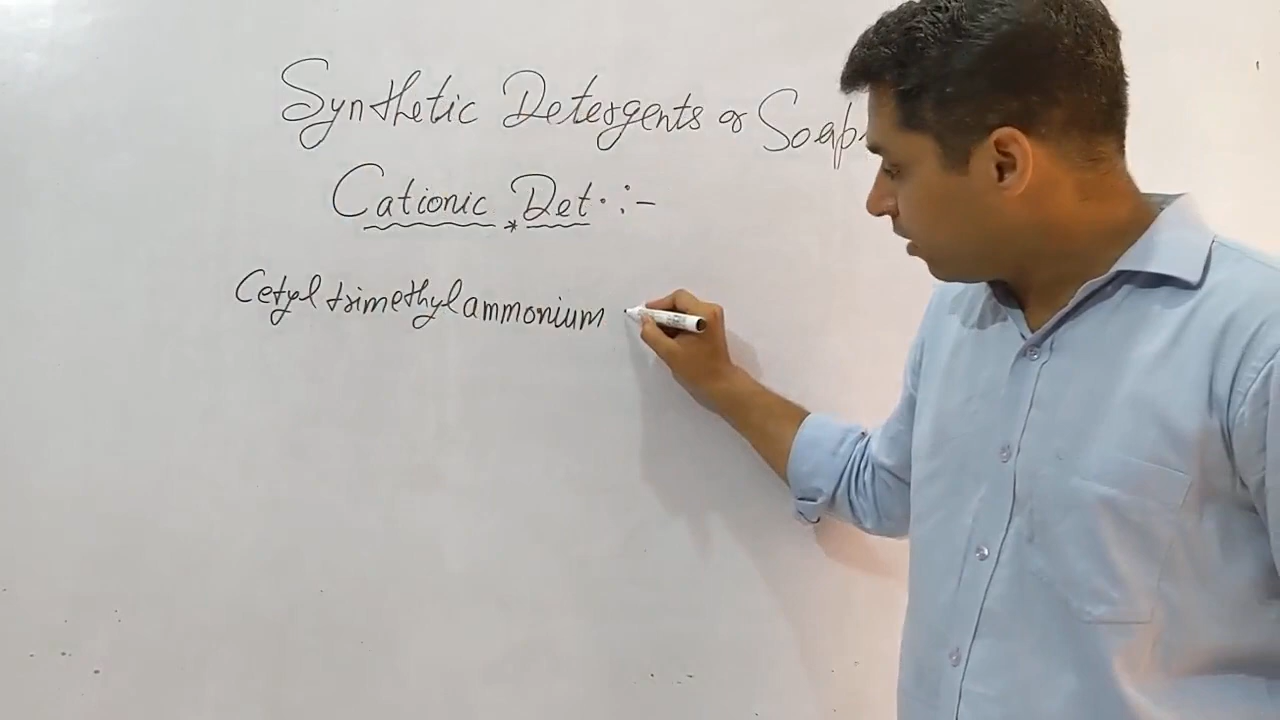 Synthetic Detergents or Soap
Cationic Det. :-
*
Cetyl trimethyl ammonium